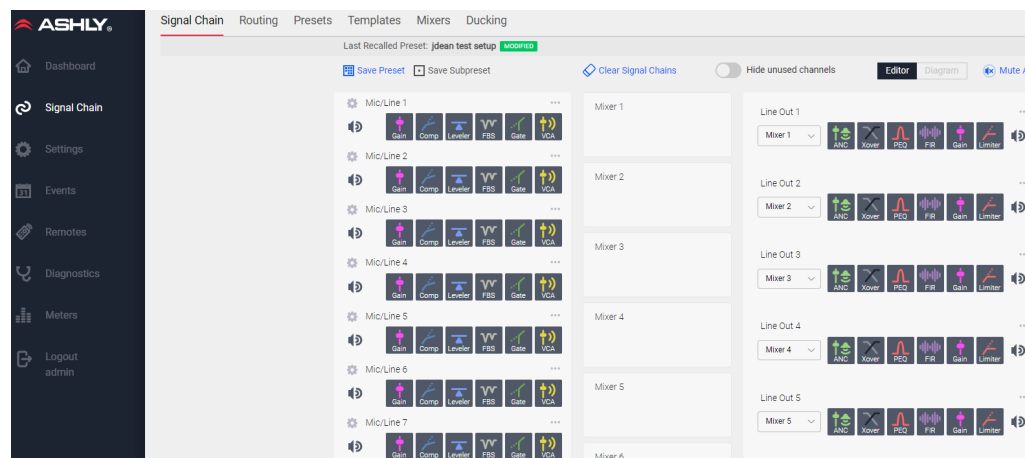 ASHLY®
Signal Chain Routing Presets Templates Mixers Ducking
Last Recalled Preset: jdean test setup MODIFIED
Save Preset Save Subpreset Clear Signal Chains Hide unused channels Editor Diagram Mute A
Dashboard
Signal Chain
Settings
31 Events
Remotes
Diagnostics
Meters
Logout
admin
Mic/Line 1
Gain Comp Leveler FBS Gate VCA
Mic/Line 2
Gain Comp Leveler FBS Gate VCA
Mic/Line 3
Gain Comp Leveler FBS Gate VCA
Mic/Line 4
Gain Comp Leveler FBS Gate VCA
Mic/Line 5
Gain Comp Leveler FBS Gate VCA
Mic/Line 6
Gain Comp Leveler FBS Gate VCA
Mic/Line 7
Gain Comp Leveler FBS Gate VCA
Mixer 1
Mixer 2
Mixer 3
Mixer 4
Mixer 5
Mixer 6
Line Out 1
Mixer 1 ANC Xover PEQ FIR Gain Limiter
Line Out 2
Mixer 2 ANC Xover PEQ FIR Gain Limiter
Line Out 3
Mixer 3 ANC Xover PEQ FIR Gain Limiter
Line Out 4
Mixer 4 ANC Xover PEQ FIR Gain Limiter
Line Out 5
Mixer 5 ANC Xover PEQ FIR Gain Limiter